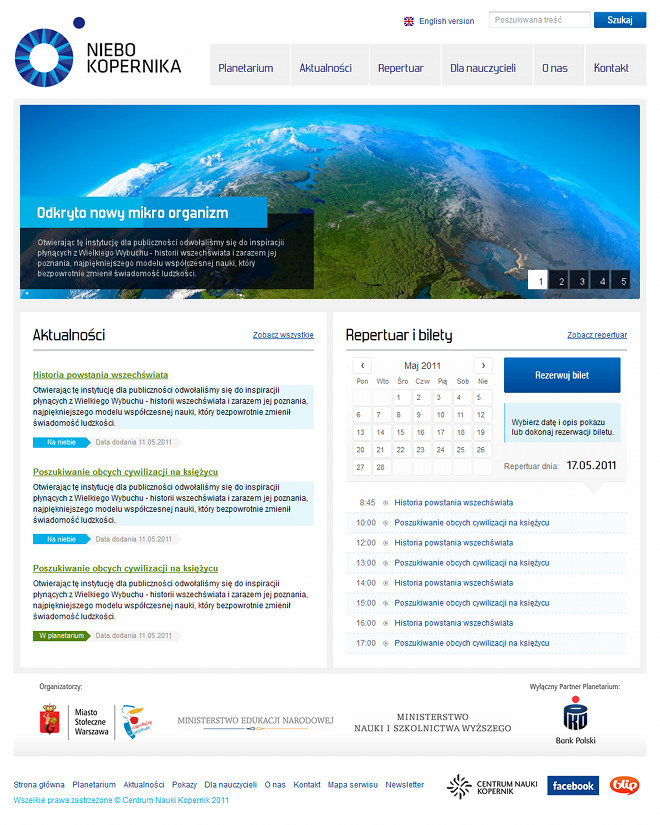 English version
Poszukiwana treść
Szukaj
NIEBO
KOPERNIKA
Planetarium
Aktualności
Repertuar
Dla nauczycieli
O nas
Kontakt
Odkryto nowy mikro organizm
Otwierając tę instytucję dla publiczności odwołaliśmy się do inspiracji
płynących z Wielkiego Wybuchu - historii wszechświata i zarazem jej
poznania, najpiękniejszego modelu współczesnej nauki, który
bezpowrotnie zmienił świadomość ludzkości.
1 2 3 4 5
Aktualności
Zobacz wszystkie
Historia powstania wszechświata
Otwierając tę instytucję dla publiczności odwołaliśmy się do inspiracji
płynących z Wielkiego Wybuchu - historii wszechświata i zarazem jej poznania,
najpiękniejszego modelu współczesnej nauki, który bezpowrotnie zmienił
świadomość ludzkości.
Na niebie
Data dodania 11.05.2011
Poszukiwanie obcych cywilizacji na księżycu
Otwierając tę instytucję dla publiczności odwołaliśmy się do inspiracji
płynących z Wielkiego Wybuchu - historii wszechświata i zarazem jej poznania,
najpiękniejszego modelu współczesnej nauki, który bezpowrotnie zmienił
świadomość ludzkości.
Na niebie
Data dodania 11.05.2011
Poszukiwanie obcych cywilizacji na księżycu
Otwierając tę instytucję dla publiczności odwołaliśmy się do inspiracji
płynących z Wielkiego Wybuchu - historii wszechświata i zarazem jej poznania,
najpiękniejszego modelu współczesnej nauki, który bezpowrotnie zmienił
świadomość ludzkości.
W planetarium
Data dodania 11.05.2011
Repertuar i bilety
Zobacz repertuar
Maj 2011
Pon Wto Śro Czw Pią Sob Nie
1 2 3 4 5
6 7 8 9 10 11 12
13 14 15 16 17 18 19
20 21 22 23 24 25 26
27 28
Rezerwuj bilet
Wybierz datę i opis pokazu
lub dokonaj rezerwacji biletu.
Repertuar dnia: 17.05.2011
8:45 Historia powstania wszechświata
10:00 Poszukiwanie obcych cywilizacji na księżycu
12:00 Historia powstania wszechświata
13:00 Poszukiwanie obcych cywilizacji na księżycu
14:00 Historia powstania wszechświata
15:00 Poszukiwanie obcych cywilizacji na księżycu
16:00 Historia powstania wszechświata
17:00 Poszukiwanie obcych cywilizacji na księżycu
Organizatorzy:
Wyłączny Partner Planetarium:
Miasto
Stołeczne
Warszawa
MINISTERSTWO EDUKACJI NARODOWEJ
MINISTERSTWO
NAUKI I SZKOLNICTWA WYŻSZEGO
PKO
Bank Polski
Strona główna Planetarium Aktualności Pokazy Dla nauczycieli O nas Kontakt Mapa serwisu Newsletter
Wszelkie prawa zastrzeżone © Centrum Nauki Kopernik 2011
CENTRUM NAUKI
KOPERNIK
facebook
blip